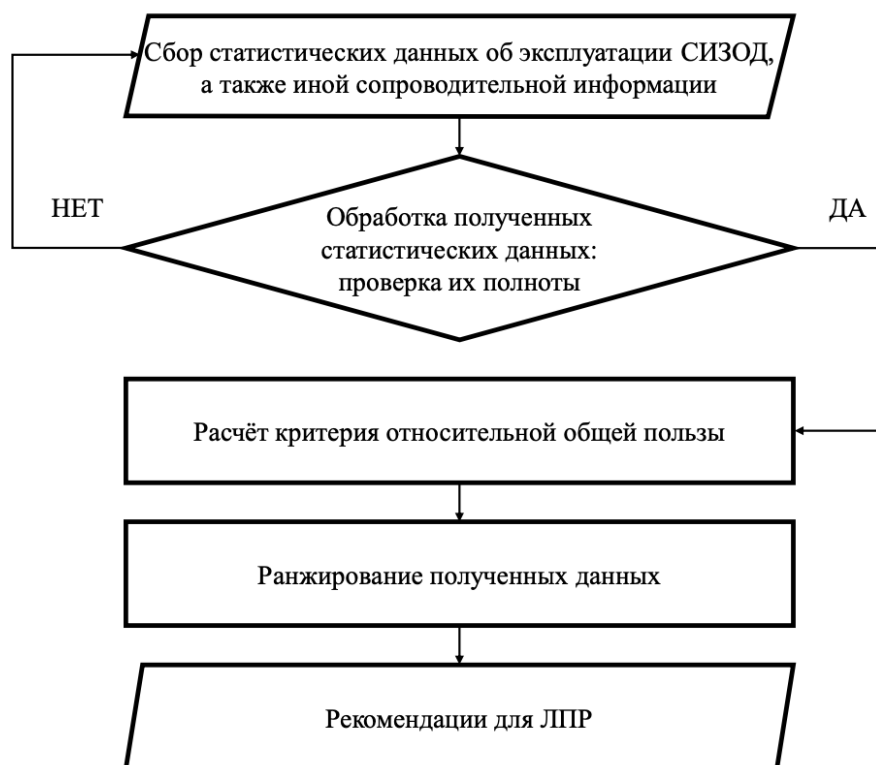 Сбор статистических данных об эксплуатации СИЗОД,
а также иной сопроводительной информации
НЕТ
ДА
Обработка полученных
статистических данных:
проверка их полноты
Расчёт критерия относительной общей пользы
Ранжирование полученных данных
Рекомендации для ЛПР